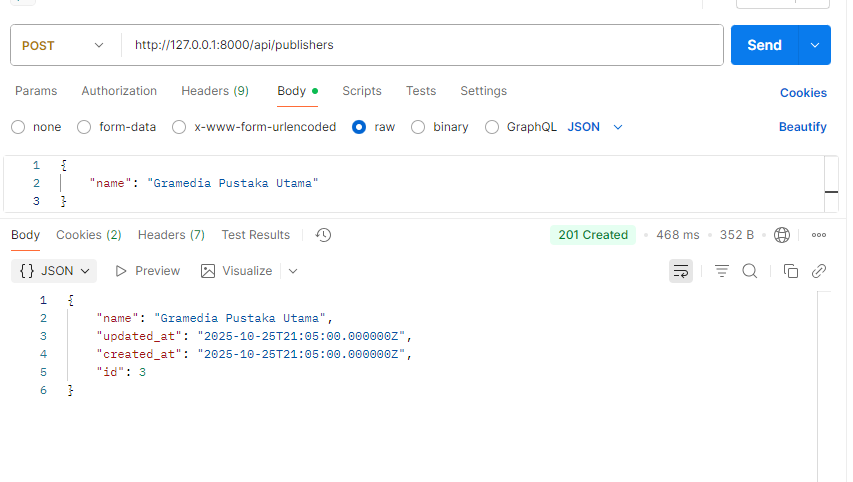 POST http://127.0.0.1:8000/api/publishers Send
Params Authorization Headers (9) Body Scripts Tests Settings Cookies
none form-data x-www-form-urlencoded raw binary GraphQL JSON Beautify
1 {
2 "name": "Gramedia Pustaka Utama"
3 }
Body Cookies (2) Headers (7) Test Results 201 Created 468 ms 352 B
{} JSON Preview Visualize
1 {
2 "name": "Gramedia Pustaka Utama",
3 "updated_at": "2025-10-25T21:05:00.000000Z",
4 "created_at": "2025-10-25T21:05:00.000000Z",
5 "id": 3
6 }